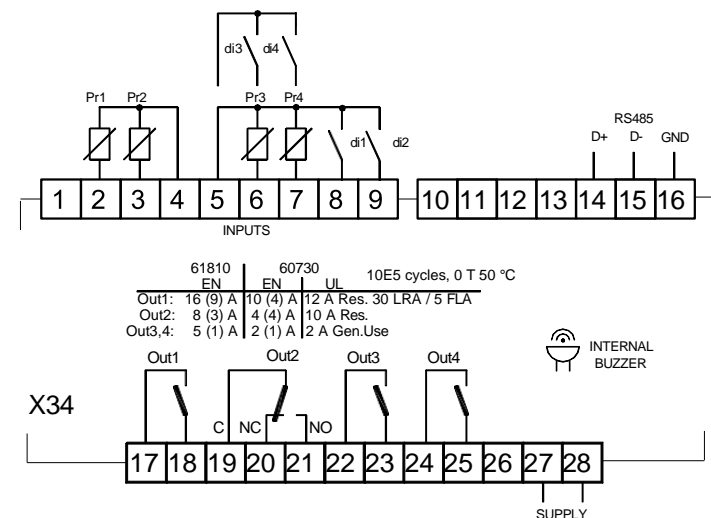 di3 di4
Pr1 Pr2 Pr3 Pr4
di1 di2
RS485
D+ D- GND
1 2 3 4 5 6 7 8 9 10 11 12 13 14 15 16
INPUTS
61810 60730 10E5 cycles, 0 T 50 °C
EN EN UL
Out1: 16 (9) A 10 (4) A 12 A Res. 30 LRA / 5 FLA
Out2: 8 (3) A 4 (4) A 10 A Res.
Out3,4: 5 (1) A 2 (1) A 2 A Gen.Use
INTERNAL
BUZZER
Out1 Out2 Out3 Out4
X34
C NC NO
17 18 19 20 21 22 23 24 25 26 27 28
SUPPLY